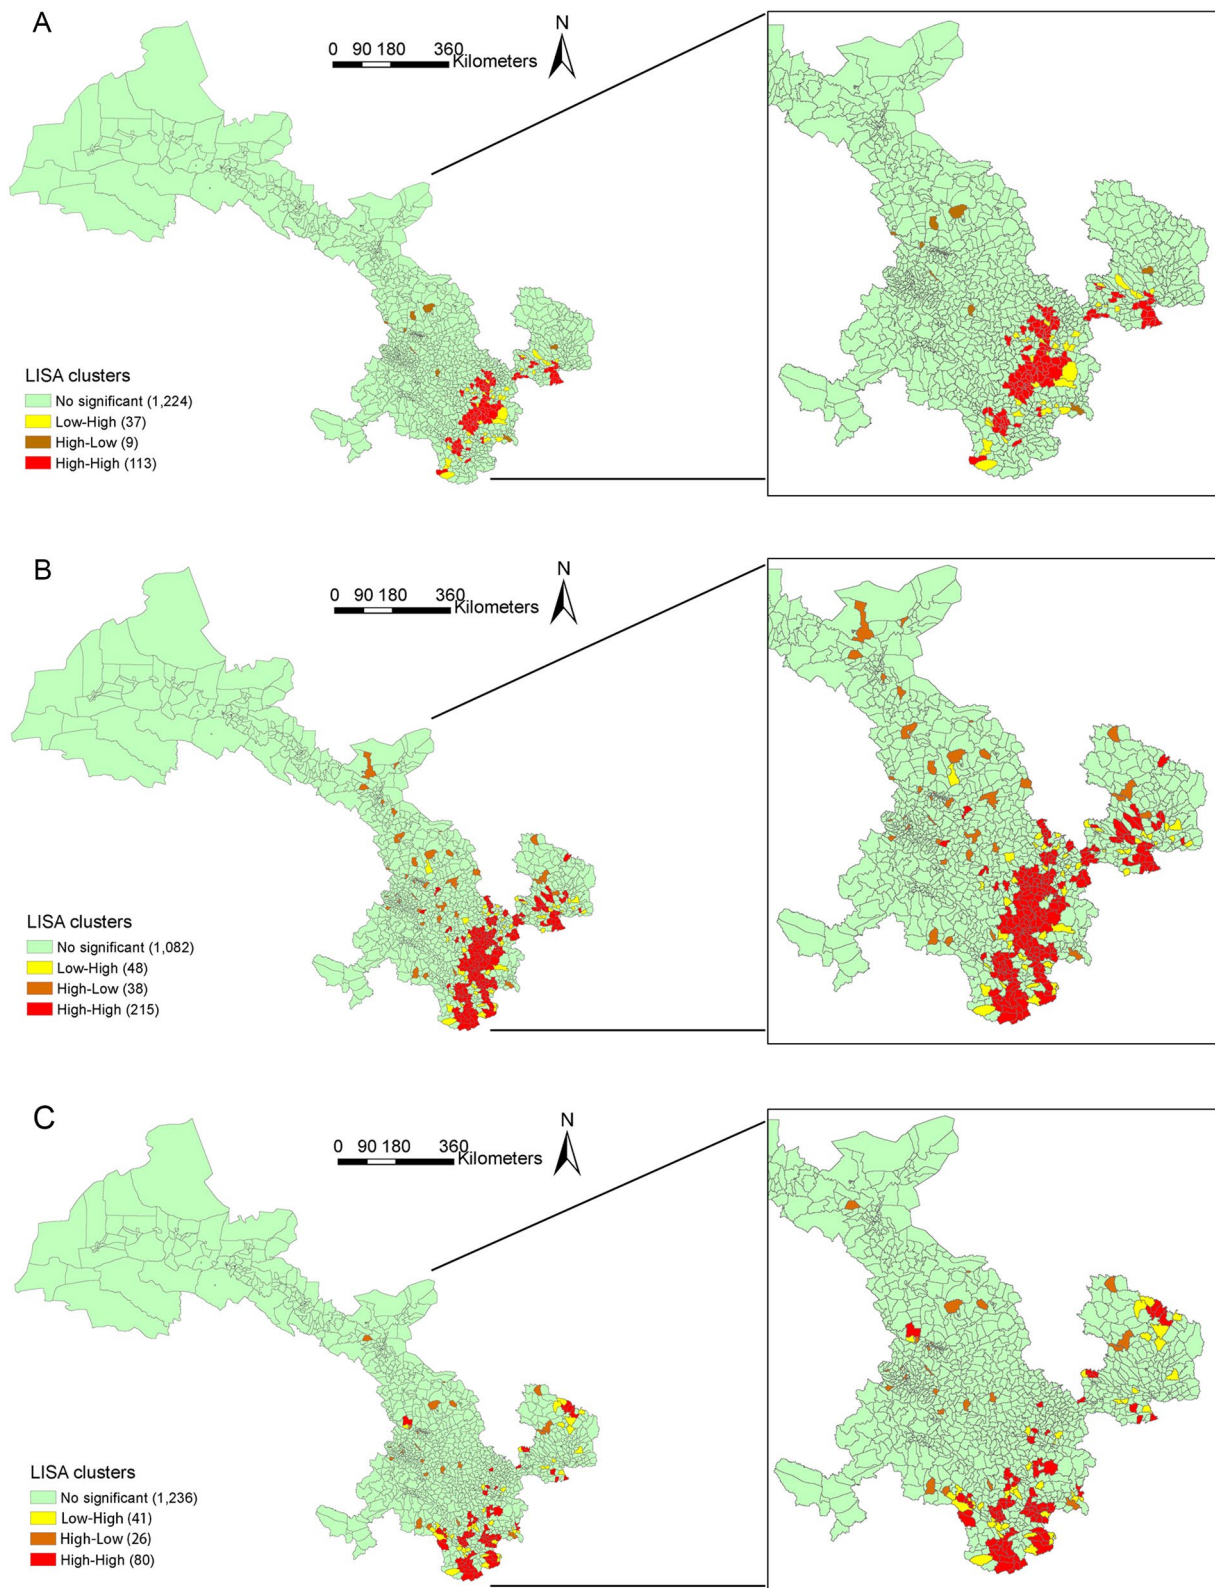 A
N
0 90 180 360
Kilometers
LISA clusters
No significant (1,224)
Low-High (37)
High-Low (9)
High-High (113)
B
N
0 90 180 360
Kilometers
LISA clusters
No significant (1,082)
Low-High (48)
High-Low (38)
High-High (215)
C
N
0 90 180 360
Kilometers
LISA clusters
No significant (1,236)
Low-High (41)
High-Low (26)
High-High (80)